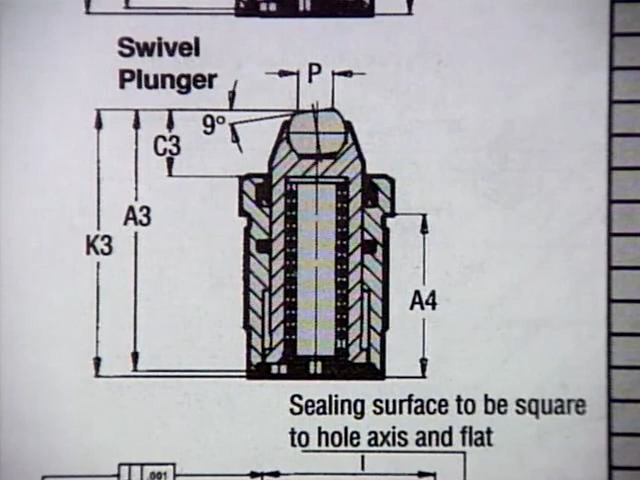 Swivel
Plunger
P
9°
C3
A3
K3
A4
Sealing surface to be square
to hole axis and flat
.001